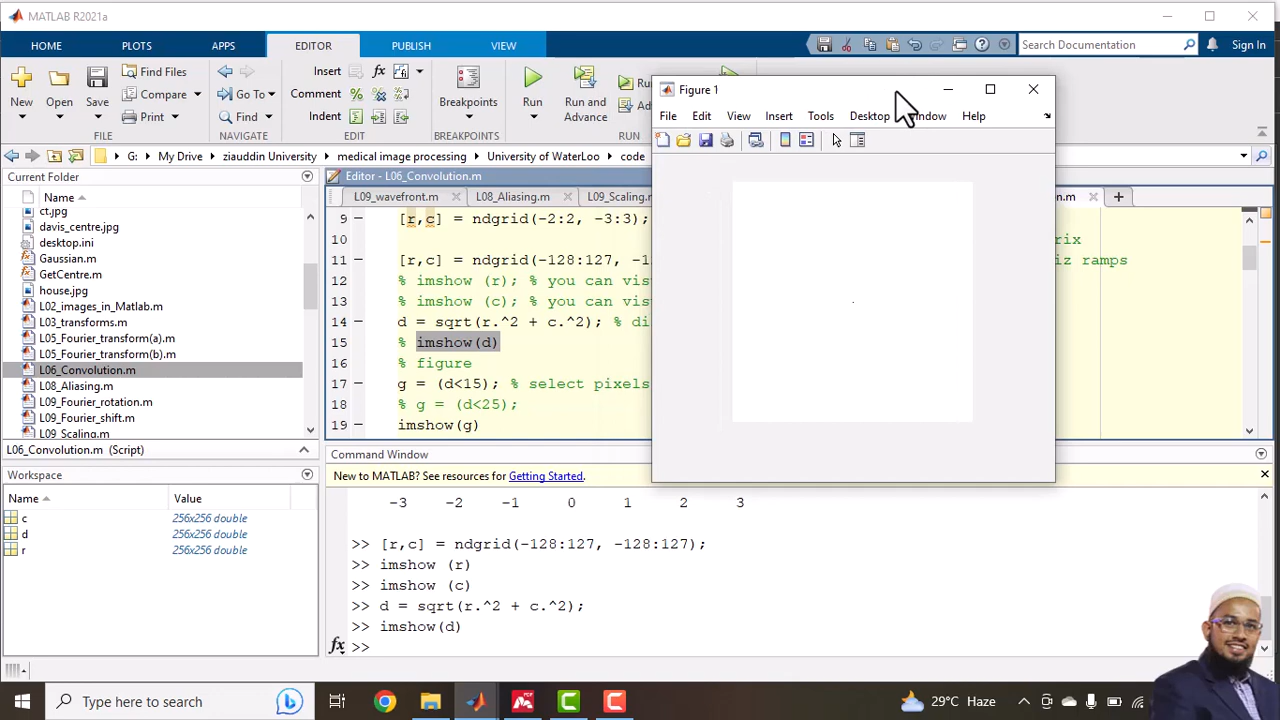 MATLAB R2021a
HOME PLOTS APPS EDITOR PUBLISH VIEW
Search Documentation
Sign In
New Open Save
Find Files
Compare
Print
FILE
Go To
Find
NAVIGATE
Insert
Comment
Indent
EDIT
Breakpoints
BREAKPOINTS
Run
Run and Advance
RUN
G: My Drive ziauddin University medical image processing University of WaterLoo code
Current Folder
Name
ct.jpg
davis_centre.jpg
desktop.ini
Gaussian.m
GetCentre.m
house.jpg
L02_images_in_Matlab.m
L03_transforms.m
L05_Fourier_transform(a).m
L05_Fourier_transform(b).m
L06_Convolution.m
L08_Aliasing.m
L09_Fourier_rotation.m
L09_Fourier_shift.m
L09_Scaling.m
L06_Convolution.m (Script)
Workspace
Name Value
c 256x256 double
d 256x256 double
r 256x256 double
Editor - L06_Convolution.m
L09_wavefront.m L08_Aliasing.m L09_Scaling.m
9 [r,c] = ndgrid(-2:2, -3:3);
10
11 [r,c] = ndgrid(-128:127, -1
12 % imshow (r); % you can vis
13 % imshow (c); % you can vis
14 d = sqrt(r.^2 + c.^2); % di
15 % imshow(d)
16 % figure
17 g = (d<15); % select pixels
18 % g = (d<25);
19 imshow(g)
rix
iz ramps
Figure 1
File Edit View Insert Tools Desktop Window Help
Command Window
New to MATLAB? See resources for Getting Started.
-3 -2 -1 0 1 2 3
>> [r,c] = ndgrid(-128:127, -128:127);
>> imshow (r)
>> imshow (c)
>> d = sqrt(r.^2 + c.^2);
>> imshow(d)
fx >>
Type here to search
29°C Haze